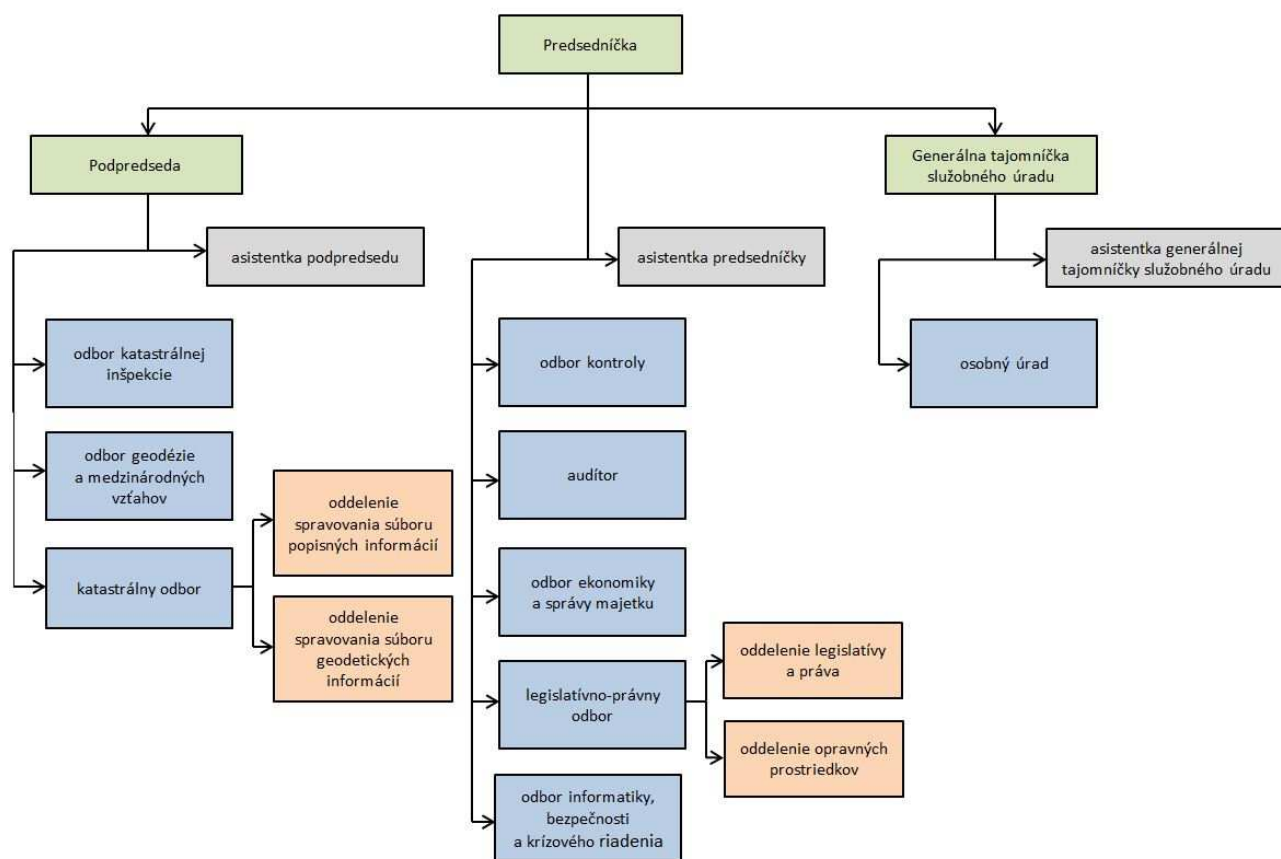 Predsedníčka
Podpredseda
Generálna tajomníčka
služobného úradu
asistentka podpredsedu
asistentka predsedníčky
asistentka generálnej
tajomníčky služobného úradu
odbor katastrálnej
inšpekcie
odbor geodézie
a medzinárodných
vzťahov
katastrálny odbor
oddelenie
spravovania súboru
popisných informácií
oddelenie
spravovania súboru
geodetických
informácií
odbor kontroly
audítor
odbor ekonomiky
a správy majetku
legislatívno-právny
odbor
oddelenie legislatívy
a práva
oddelenie opravných
prostriedkov
odbor informatiky,
bezpečnosti
a krízového riadenia
osobný úrad